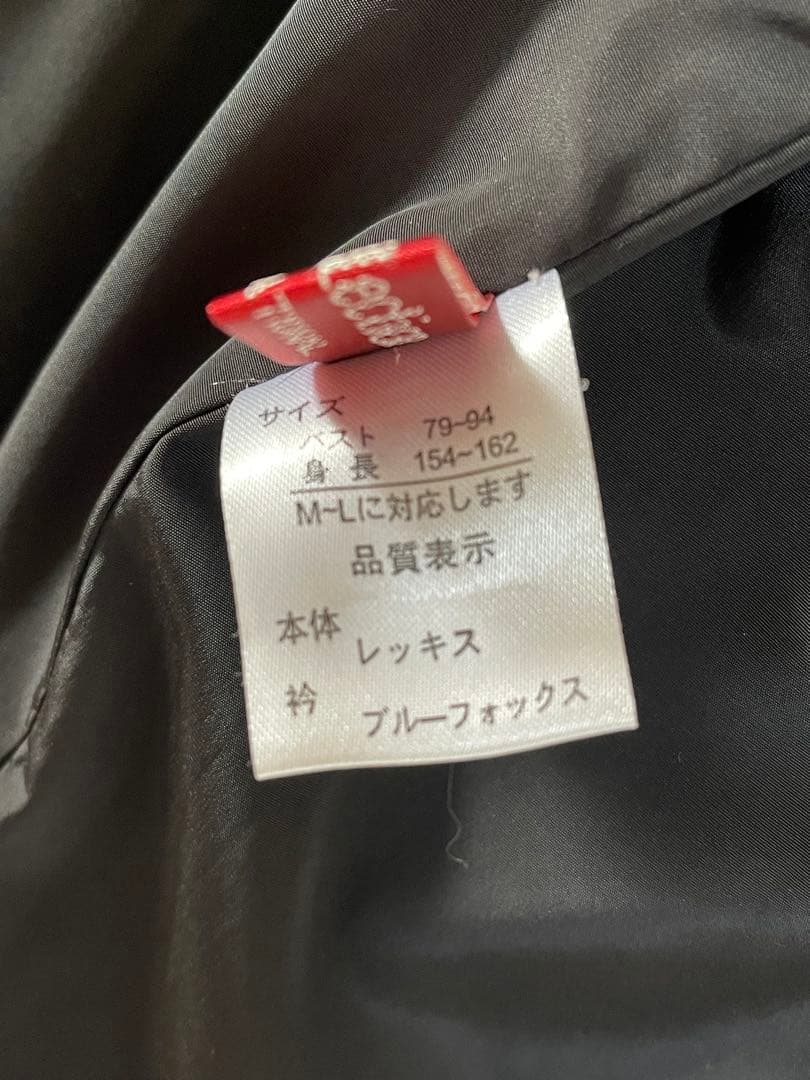 サイズ
バスト 79~94
身長 154~162
M~Lに対応します
品質表示
本体 レッキス
衿 ブルーフォックス